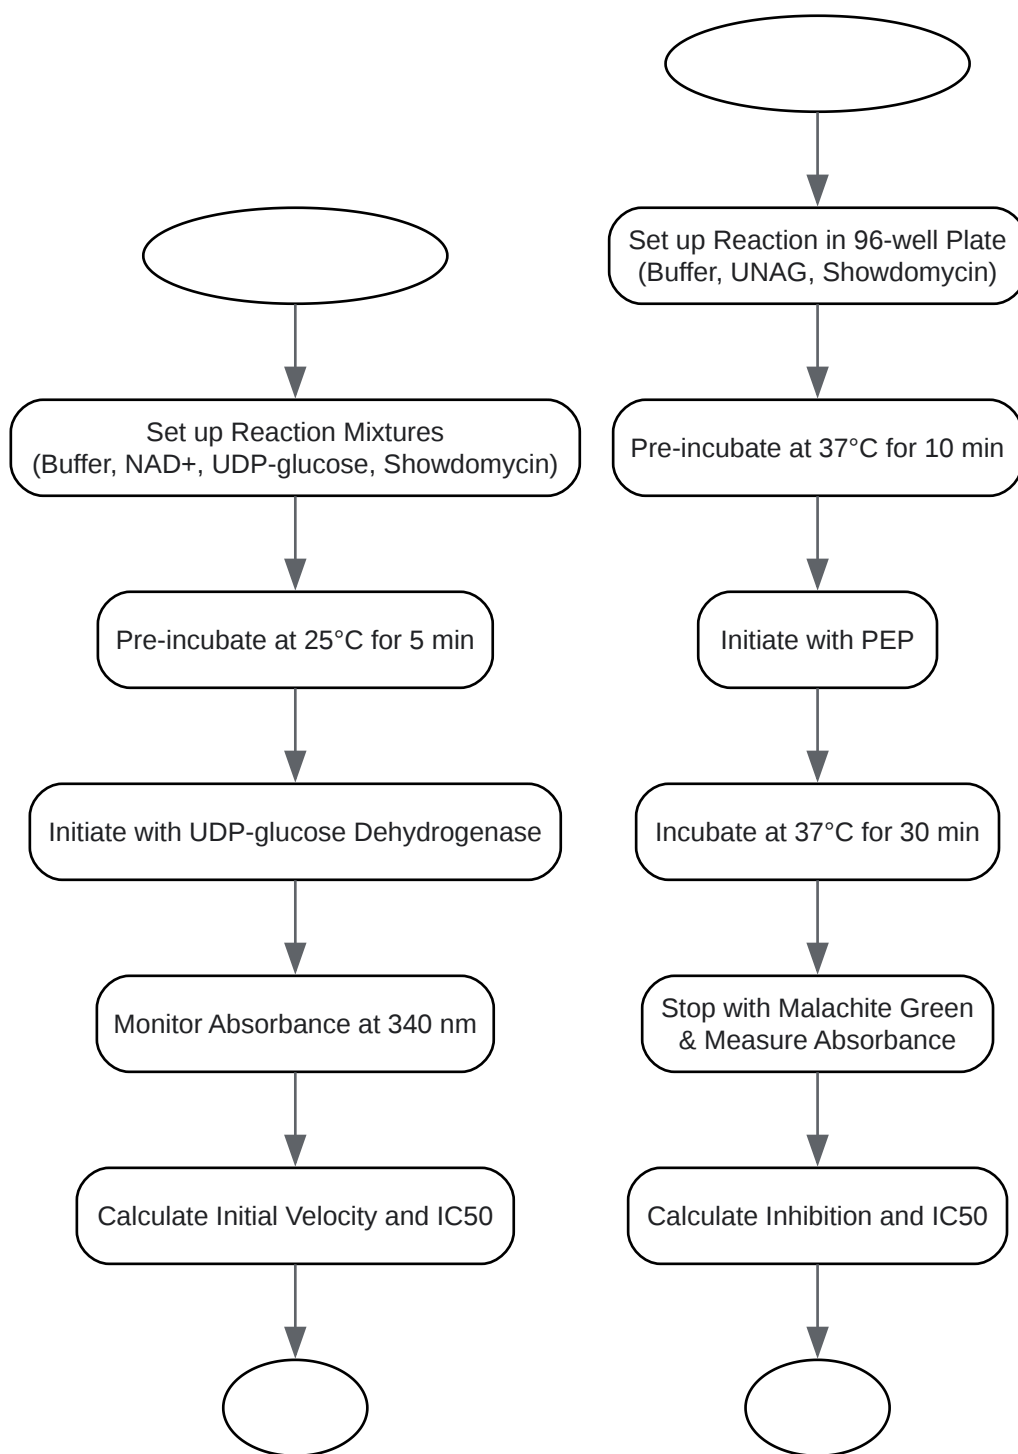 Set up Reaction Mixtures
(Buffer, NAD+, UDP-glucose, Showdomycin)
Pre-incubate at 25°C for 5 min
Initiate with UDP-glucose Dehydrogenase
Monitor Absorbance at 340 nm
Calculate Initial Velocity and IC50
Set up Reaction in 96-well Plate
(Buffer, UNAG, Showdomycin)
Pre-incubate at 37°C for 10 min
Initiate with PEP
Incubate at 37°C for 30 min
Stop with Malachite Green
& Measure Absorbance
Calculate Inhibition and IC50